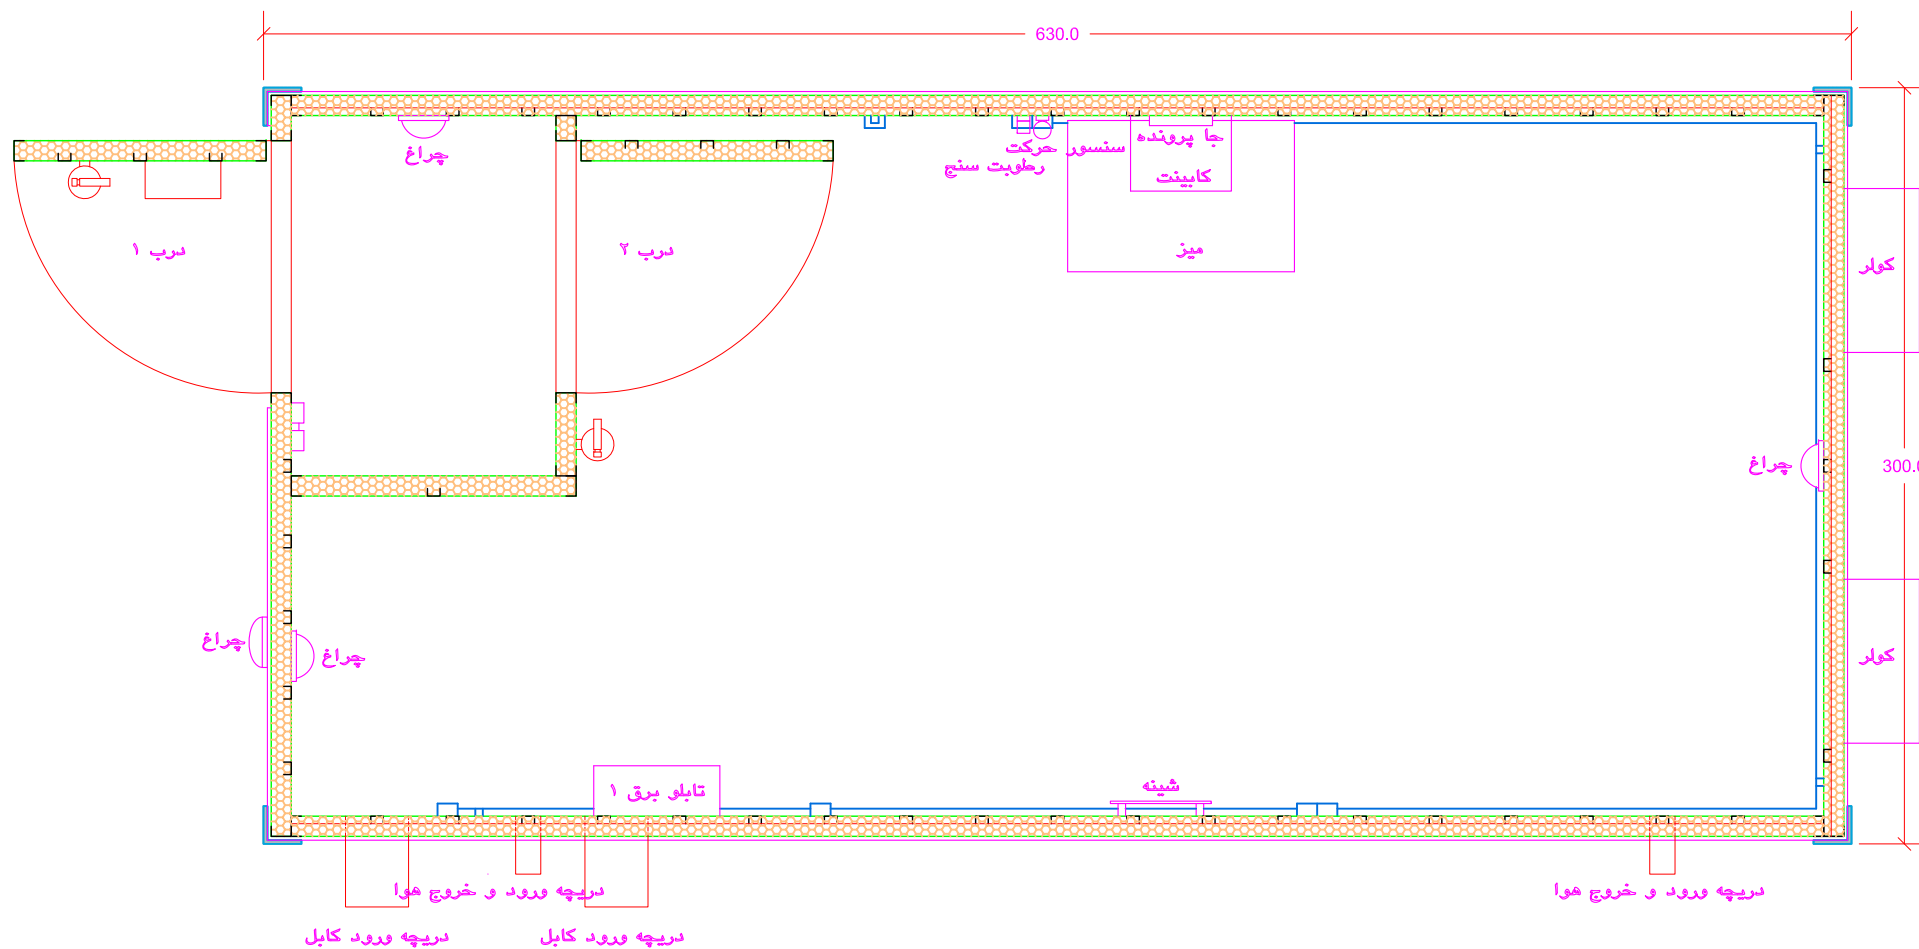 630.0
جا پرونده
سنسور حرکت
چراغ
رطوبت سنج
کابینت
درب ۱
درب ۲
میز
کولر
چراغ
300.0
چراغ
چراغ
کولر
شینه
تابلو برق ۱
دریچه ورود و خروج هوا
دریچه ورود و خروج هوا
دریچه ورود کابل
دریچه ورود کابل